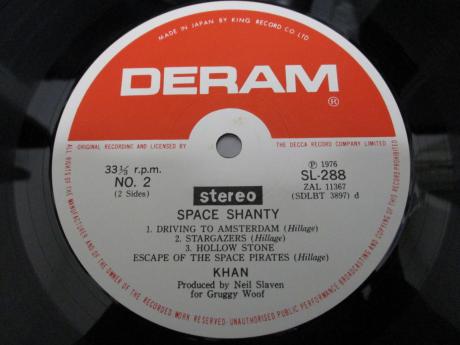 MADE IN JAPAN BY KING RECORD CO. LTD
DERAM
®
ORIGINAL RECORDING AND LICENSED BY THE DECCA RECORD COMPANY LIMITED
33⅓ r.p.m.
NO. 2
(2 Sides)
℗ 1976
SL-288
ZAL 11367
(SDLBT 3897) d
stereo
SPACE SHANTY
1. DRIVING TO AMSTERDAM (Hillage)
2. STARGAZERS (Hillage)
3. HOLLOW STONE
ESCAPE OF THE SPACE PIRATES (Hillage)
KHAN
Produced by Neil Slaven
for Gruggy Woof
ALL RIGHTS OF THE MANUFACTURER AND OF THE OWNER OF THE RECORDED WORK RESERVED·UNAUTHORISED PUBLIC PERFORMANCE BROADCASTING AND COPYING OF THIS RECORD PROHIBITED